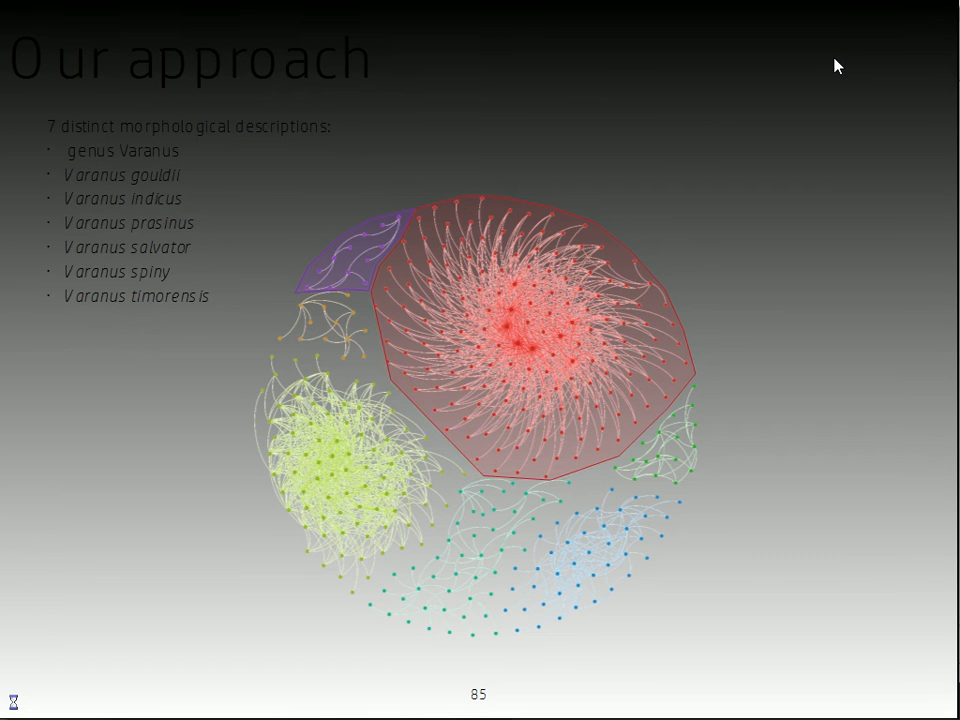 Our approach
7 distinct morphological descriptions:
· genus Varanus
· Varanus gouldii
· Varanus indicus
· Varanus prasinus
· Varanus salvator
· Varanus spiny
· Varanus timorensis
85